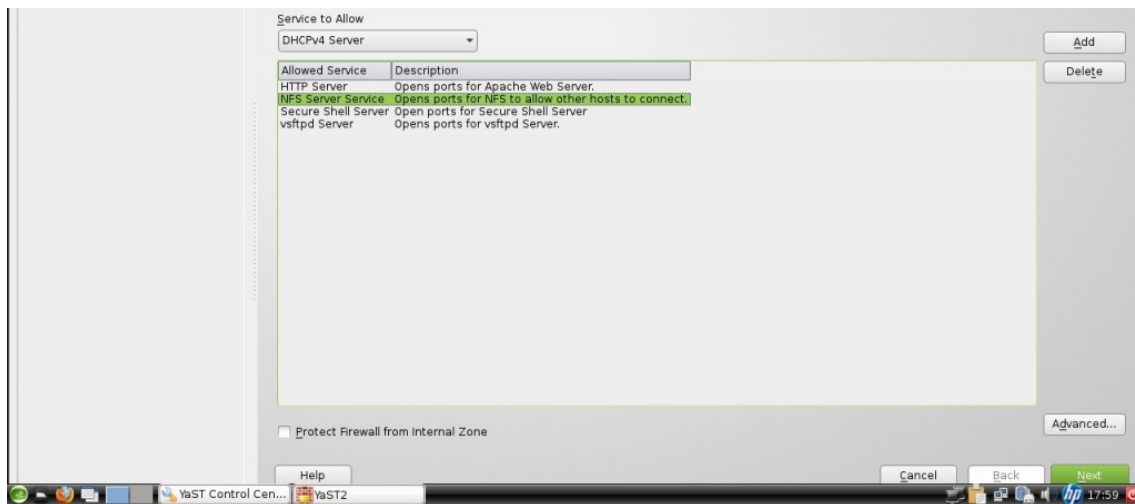 Service to Allow
DHCPv4 Server
Add
Allowed Service Description
Delete
HTTP Server Opens ports for Apache Web Server.
NFS Server Service Opens ports for NFS to allow other hosts to connect.
Secure Shell Server Open ports for Secure Shell Server
vsftpd Server Opens ports for vsftpd Server.
Protect Firewall from Internal Zone
Advanced...
Help
Cancel
Back
Next
YaST Control Cen...
YaST2
hp
17:59